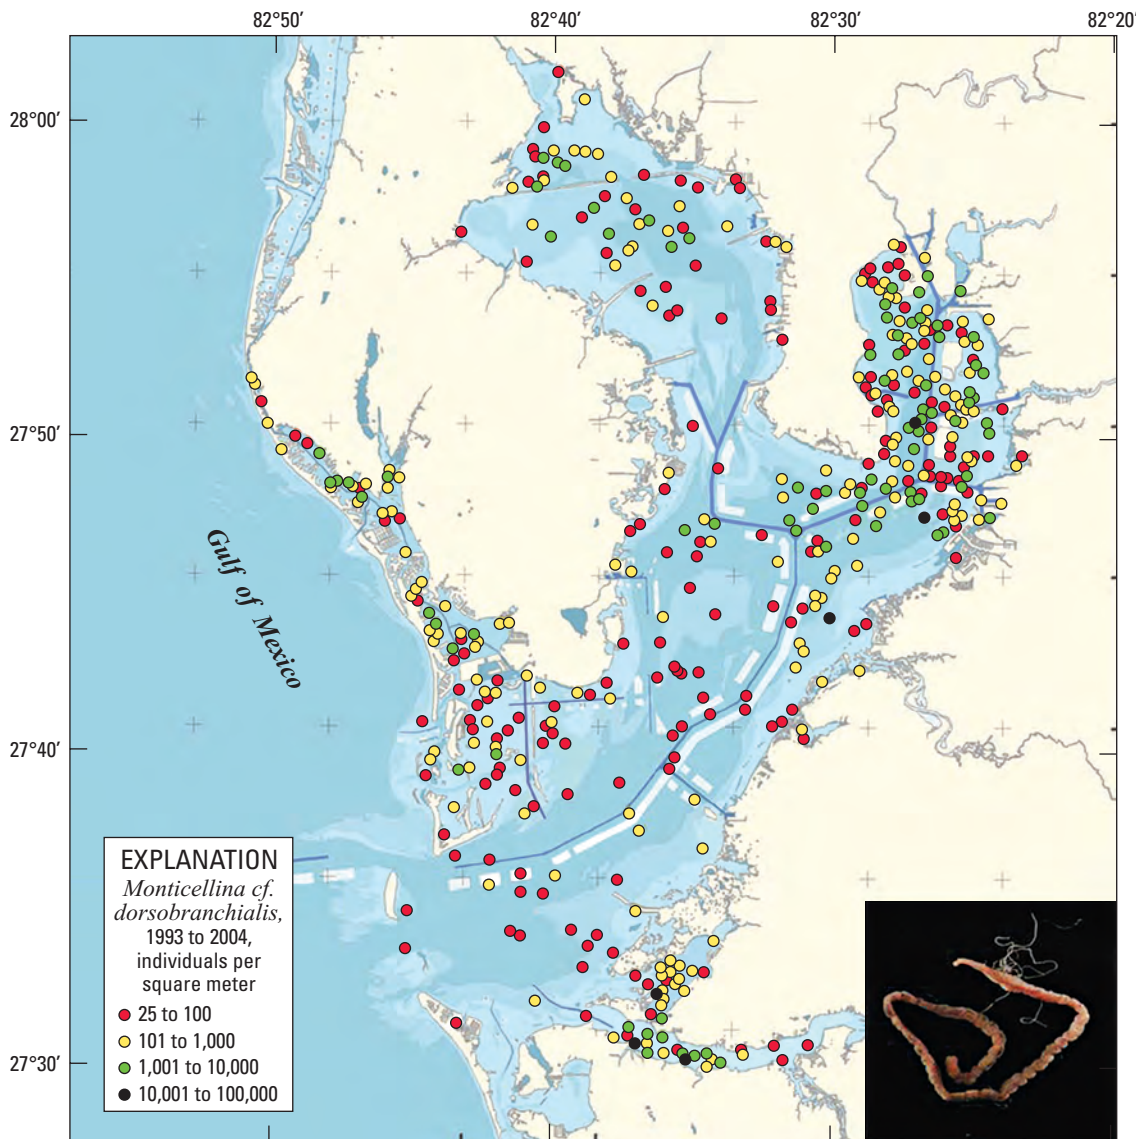 82°50′ 82°40′ 82°30′ 82°20′
28°00′
27°50′
27°40′
27°30′
Gulf of Mexico
EXPLANATION
Monticellina cf.
dorsobranchialis,
1993 to 2004,
individuals per
square meter
25 to 100
101 to 1,000
1,001 to 10,000
10,001 to 100,000